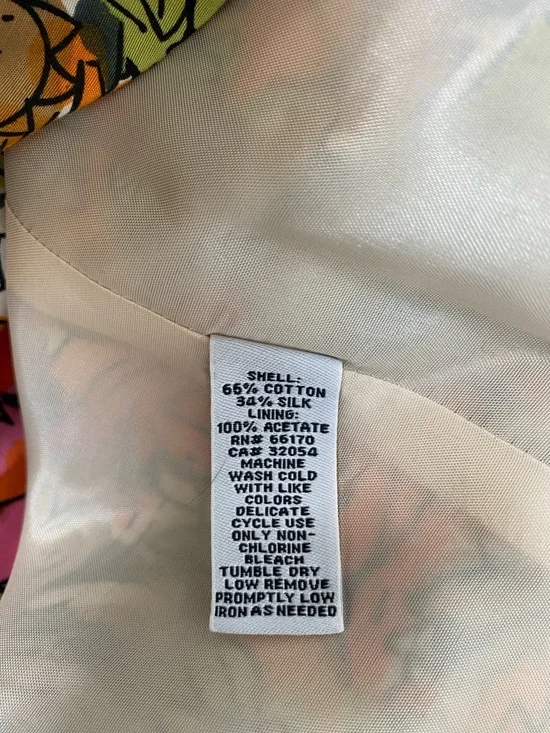 SHELL:
66% COTTON
34% SILK
LINING:
100% ACETATE
RN# 66170
CA# 32054
MACHINE
WASH COLD
WITH LIKE
COLORS
DELICATE
CYCLE USE
ONLY NON-
CHLORINE
BLEACH
TUMBLE DRY
LOW REMOVE
PROMPTLY LOW
IRON AS NEEDED